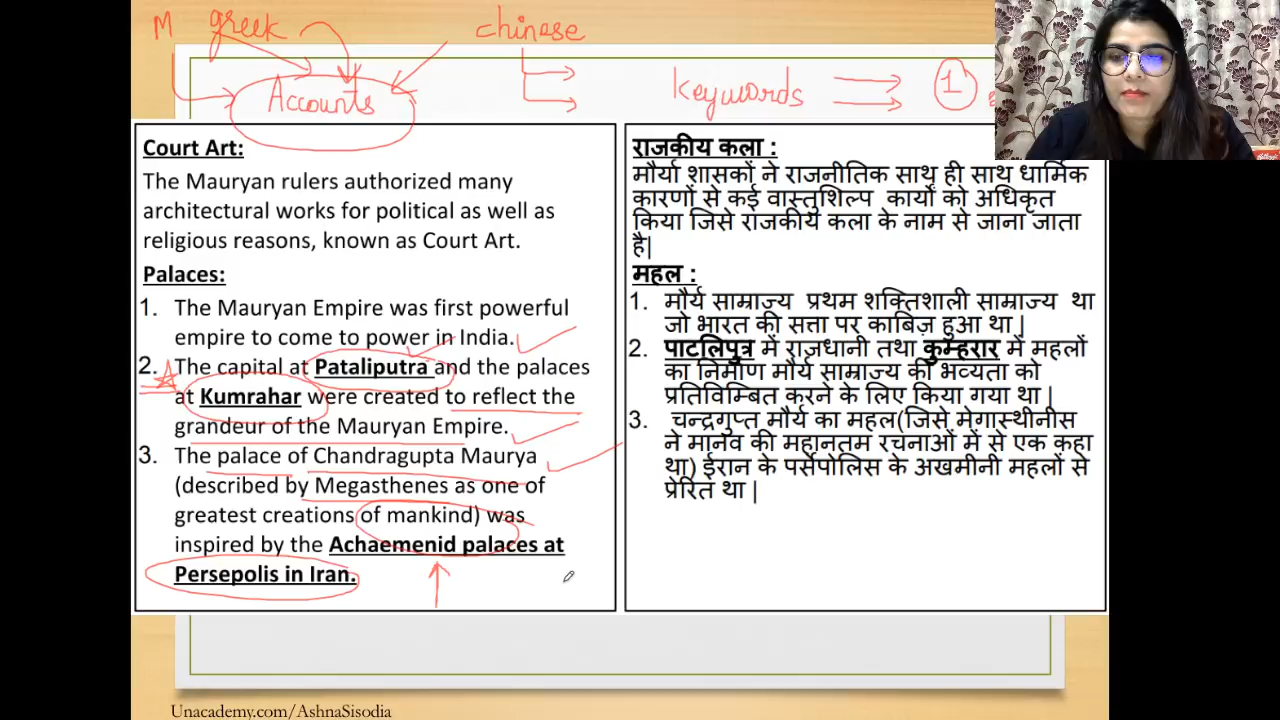 M greek chinese
Accounts keywords 1
Court Art:
The Mauryan rulers authorized many
architectural works for political as well as
religious reasons, known as Court Art.
Palaces:
1. The Mauryan Empire was first powerful
empire to come to power in India.
2. The capital at Pataliputra and the palaces
at Kumrahar were created to reflect the
grandeur of the Mauryan Empire.
3. The palace of Chandragupta Maurya
(described by Megasthenes as one of
greatest creations of mankind) was
inspired by the Achaemenid palaces at
Persepolis in Iran.
राजकीय कला :
मौर्या शासकों ने राजनीतिक साथ ही साथ धार्मिक
कारणों से कई वास्तुशिल्प कार्यों को अधिकृत
किया जिसे राजकीय कला के नाम से जाना जाता
है|
महल :
1. मौर्य साम्राज्य प्रथम शक्तिशाली साम्राज्य था
जो भारत की सत्ता पर काबिज़ हुआ था |
2. पाटलिपुत्र में राजधानी तथा कुम्हरार में महलों
का निर्माण मौर्य साम्राज्य की भव्यता को
प्रतिविम्बित करने के लिए किया गया था |
3. चन्द्रगुप्त मौर्य का महल(जिसे मेगास्थीनीस
ने मानव की महानतम रचनाओं में से एक कहा
था) ईरान के पर्सेपोलिस के अखमीनी महलों से
प्रेरित था |
Unacademy.com/AshnaSisodia